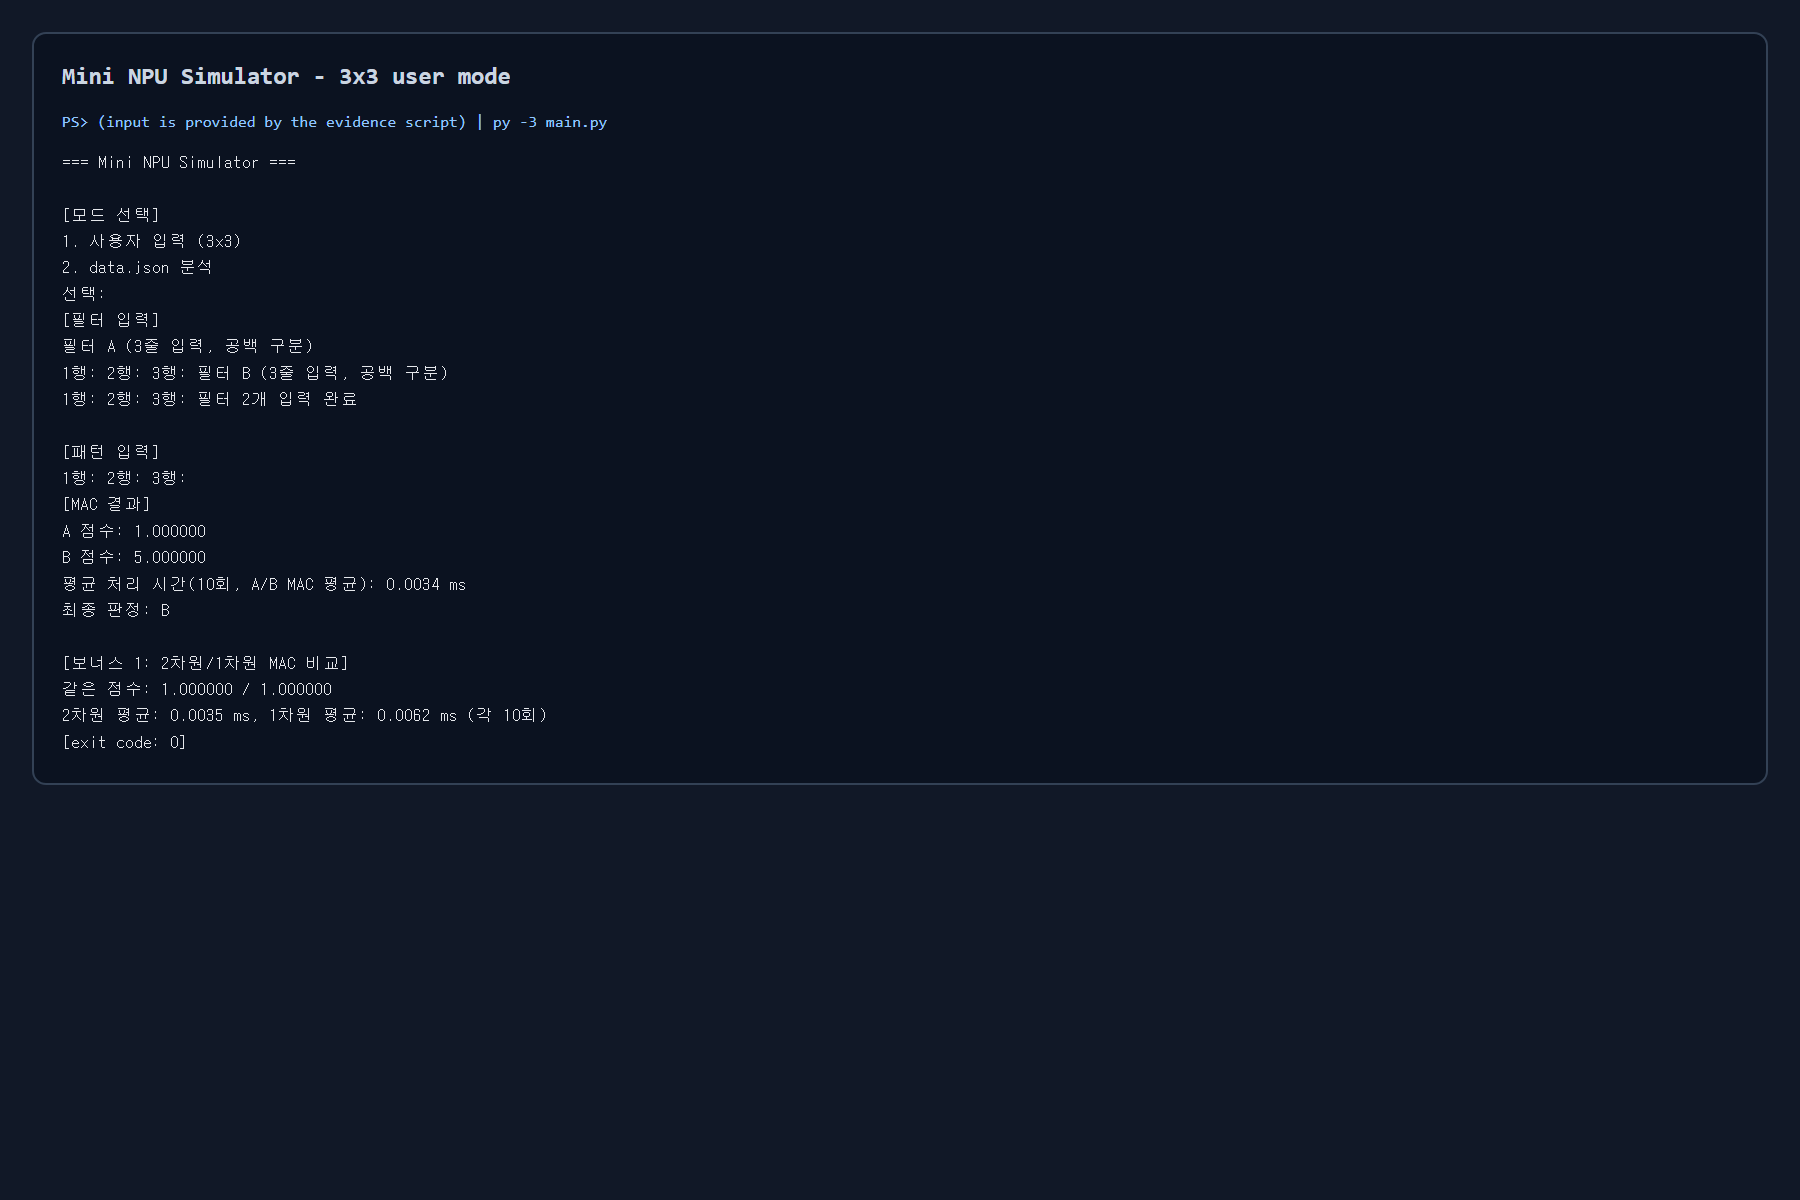 Mini NPU Simulator - 3x3 user mode
PS> (input is provided by the evidence script) | py -3 main.py
=== Mini NPU Simulator ===
[모드 선택]
1. 사용자 입력 (3x3)
2. data.json 분석
선택:
[필터 입력]
필터 A (3줄 입력, 공백 구분)
1행: 2행: 3행: 필터 B (3줄 입력, 공백 구분)
1행: 2행: 3행: 필터 2개 입력 완료
[패턴 입력]
1행: 2행: 3행:
[MAC 결과]
A 점수: 1.000000
B 점수: 5.000000
평균 처리 시간(10회, A/B MAC 평균): 0.0034 ms
최종 판정: B
[보너스 1: 2차원/1차원 MAC 비교]
같은 점수: 1.000000 / 1.000000
2차원 평균: 0.0035 ms, 1차원 평균: 0.0062 ms (각 10회)
[exit code: 0]